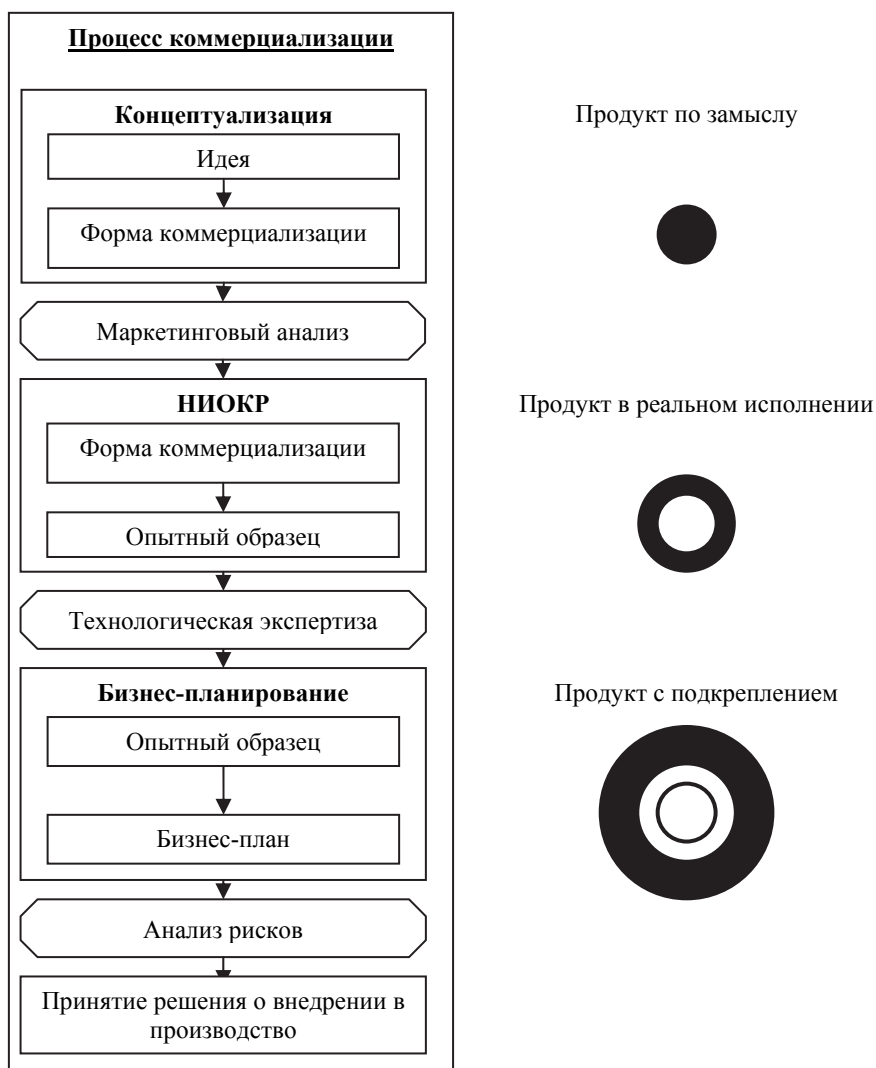 Процесс коммерциализации
Концептуализация
Продукт по замыслу
Идея
Форма коммерциализации
Маркетинговый анализ
НИОКР
Продукт в реальном исполнении
Форма коммерциализации
Опытный образец
Технологическая экспертиза
Бизнес-планирование
Продукт с подкреплением
Опытный образец
Бизнес-план
Анализ рисков
Принятие решения о внедрении в
производство